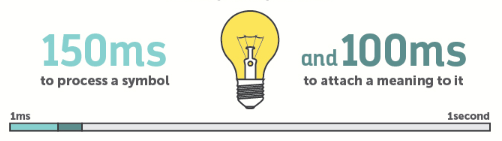 150ms
to process a symbol
and 100ms
to attach a meaning to it
1ms
1second